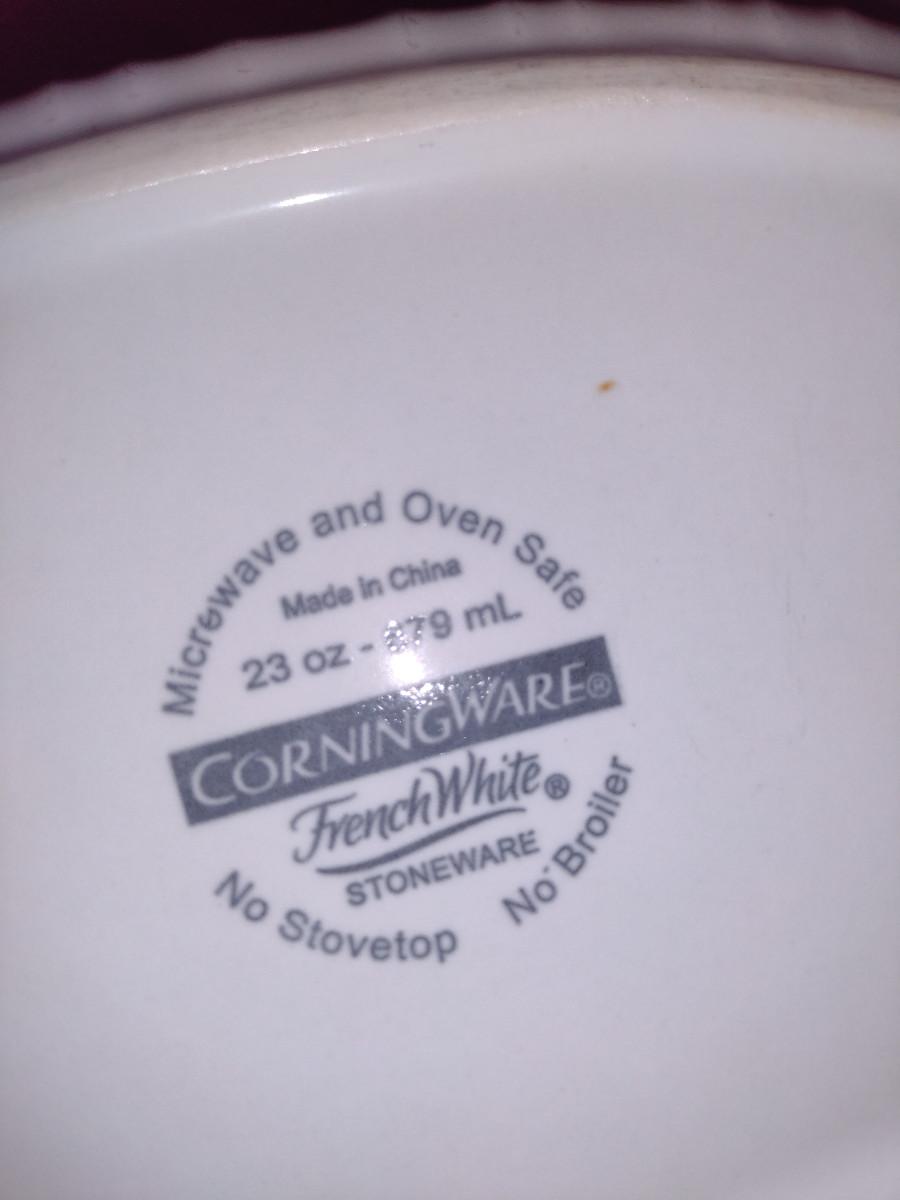 Microwave and Oven Safe
Made in China
23 oz - mL
CORNINGWARE®
FrenchWhite®
STONEWARE
No Stovetop No Broiler